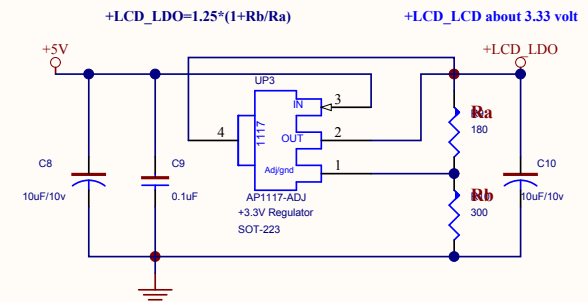 +LCD_LDO=1.25*(1+Rb/Ra)
+LCD_LCD about 3.33 volt
+5V
+LCD_LDO
UP3
IN
3
1117
4
OUT
2
Adj/gnd
1
Ra
180
C8
10uF/10v
C9
0.1uF
AP1117-ADJ
+3.3V Regulator
SOT-223
Rb
300
C10
10uF/10v